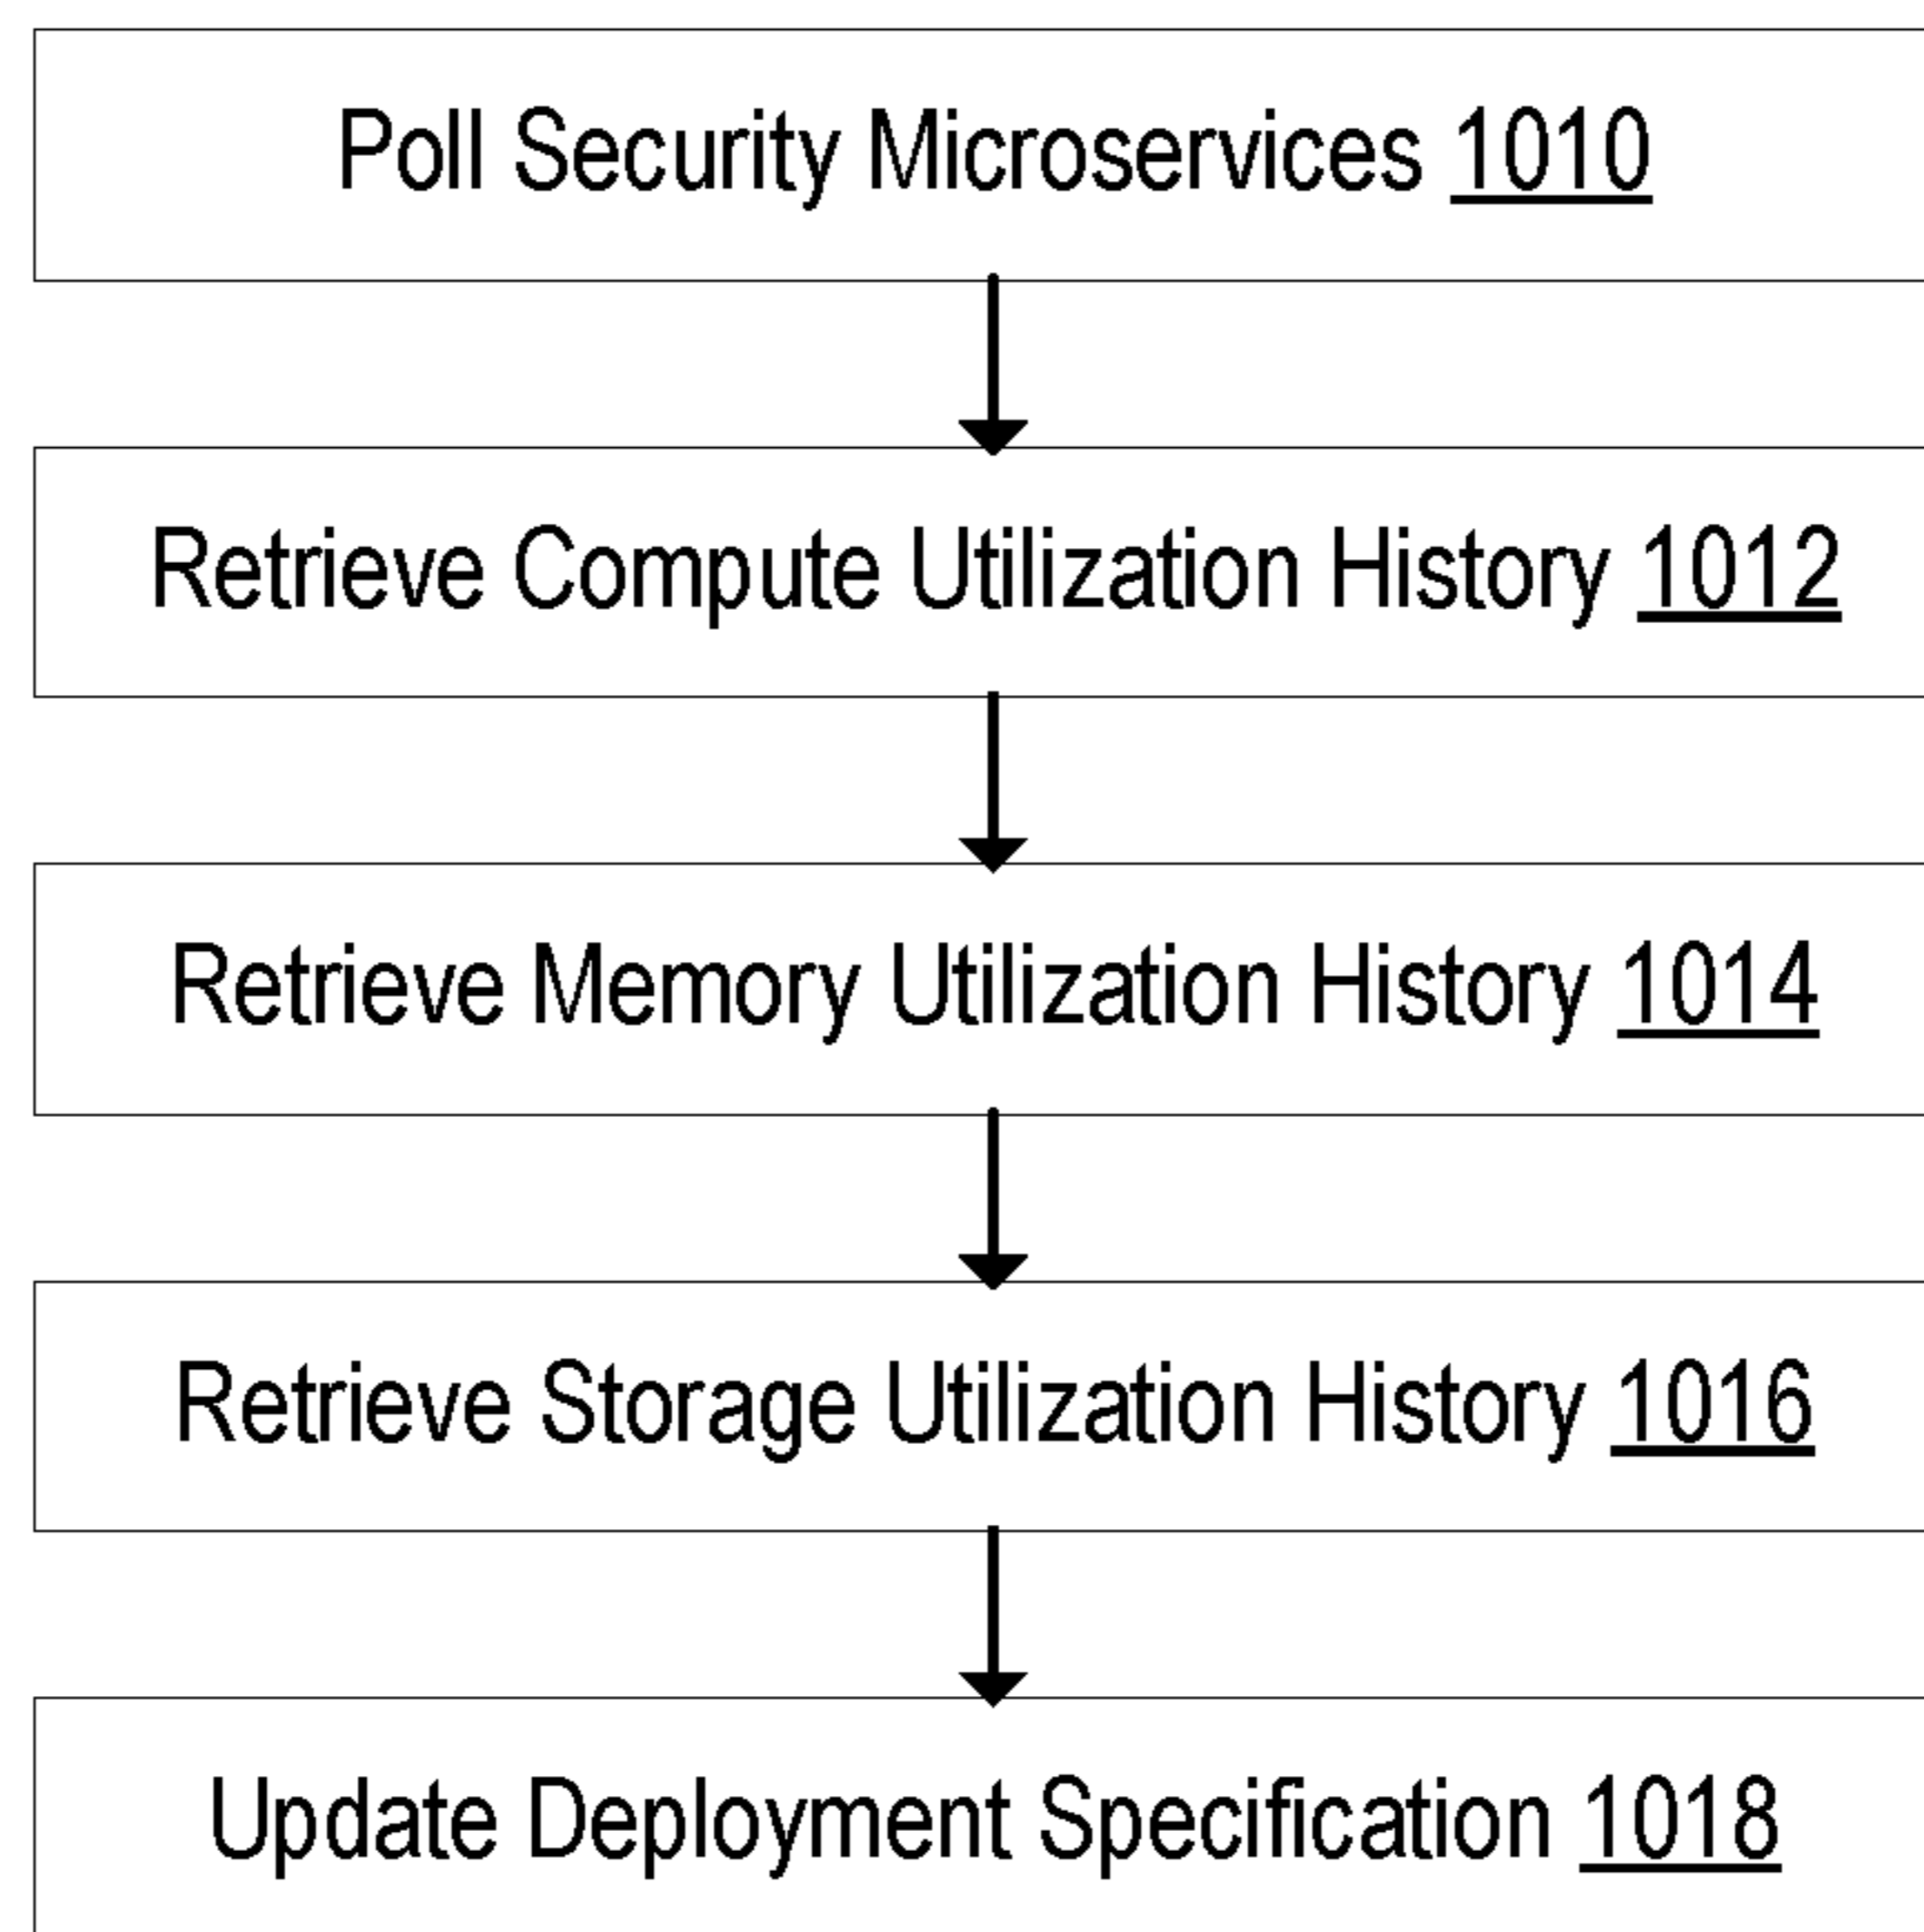 Poll Security Microservices 1010
Retrieve Compute Utilization History 1012
Retrieve Memory Utilization History 1014
Retrieve Storage Utilization History 1016
Update Deployment Specification 1018